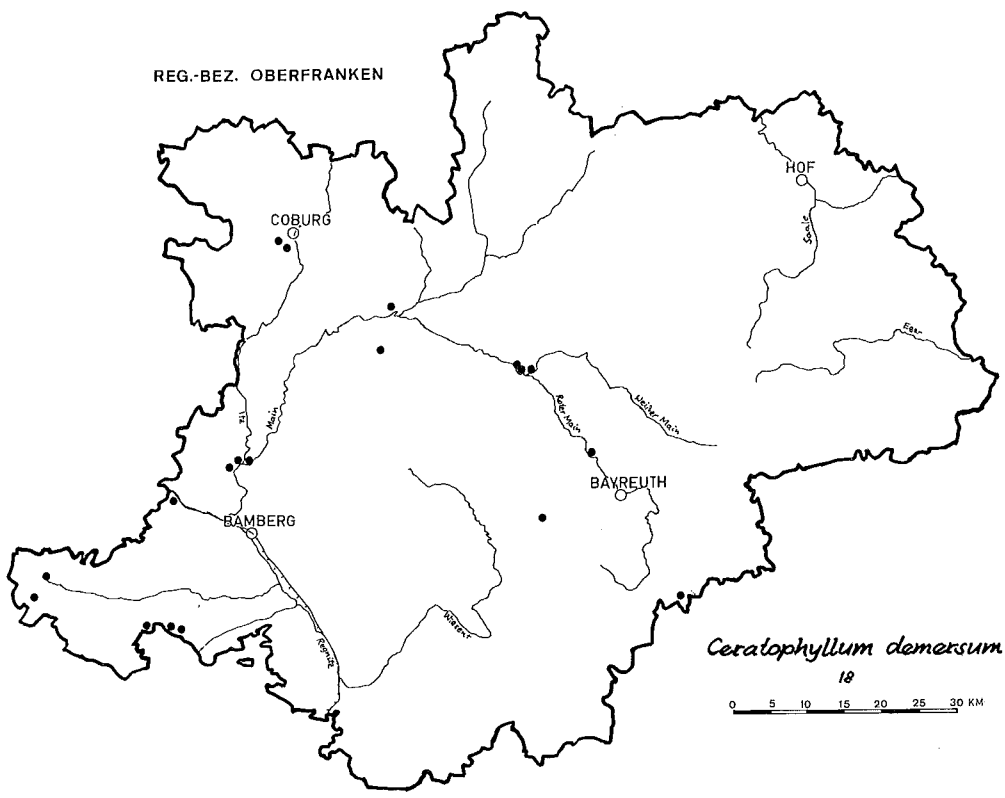 REG.-BEZ. OBERFRANKEN
HOF
COBURG
Saale
Eger
Itz
Main
Roter Main
Weißer Main
BAYREUTH
BAMBERG
Wiesent
Regnitz
Ceratophyllum demersum
18
0 5 10 15 20 25 30 KM